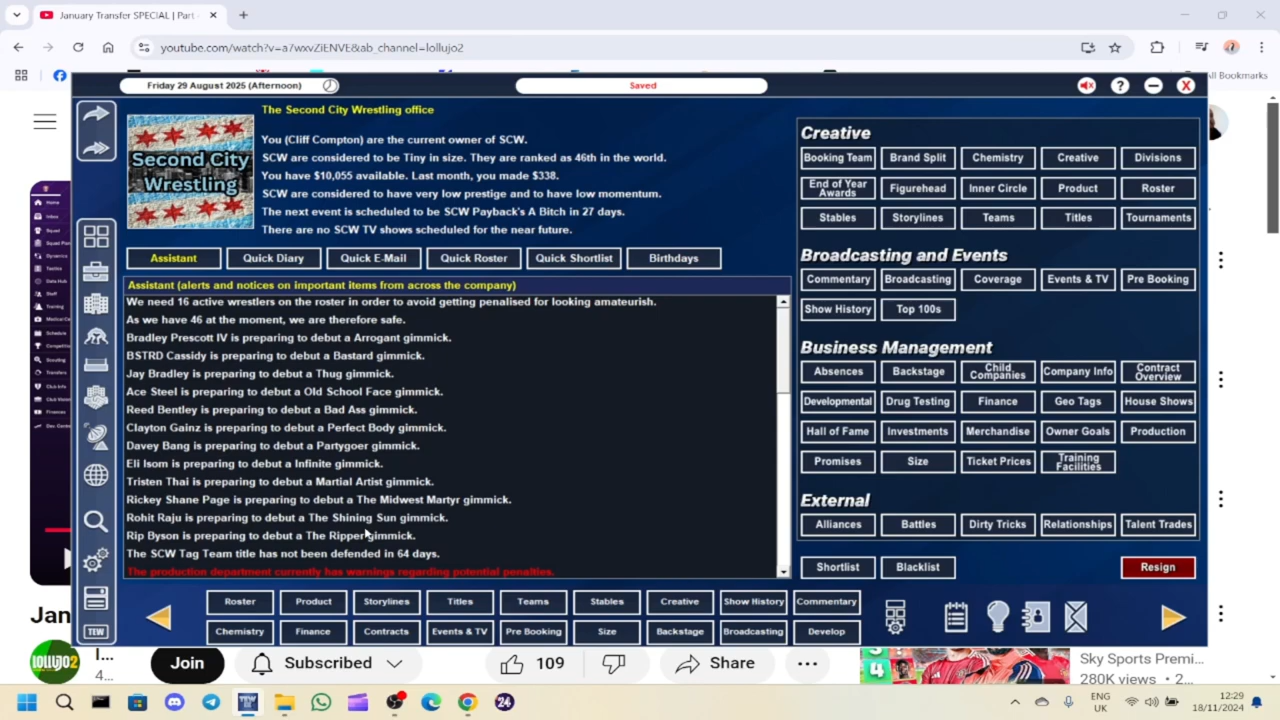 January Transfer SPECIAL | Part
youtube.com/watch?v=a7wxvZiENVE&ab_channel=lollujo2
All Bookmarks
Friday 29 August 2025 (Afternoon)
Saved
Second City
Wrestling
The Second City Wrestling office
You (Cliff Compton) are the current owner of SCW.
SCW are considered to be Tiny in size. They are ranked as 46th in the world.
You have $10,055 available. Last month, you made $338.
SCW are considered to have very low prestige and to have low momentum.
The next event is scheduled to be SCW Payback's A Bitch in 27 days.
There are no SCW TV shows scheduled for the near future.
Assistant Quick Diary Quick E-Mail Quick Roster Quick Shortlist Birthdays
Assistant (alerts and notices on important items from across the company)
We need 16 active wrestlers on the roster in order to avoid getting penalised for looking amateurish.
As we have 46 at the moment, we are therefore safe.
Bradley Prescott IV is preparing to debut a Arrogant gimmick.
BSTRD Cassidy is preparing to debut a Bastard gimmick.
Jay Bradley is preparing to debut a Thug gimmick.
Ace Steel is preparing to debut a Old School Face gimmick.
Reed Bentley is preparing to debut a Bad Ass gimmick.
Clayton Gainz is preparing to debut a Perfect Body gimmick.
Davey Bang is preparing to debut a Partygoer gimmick.
Eli Isom is preparing to debut a Infinite gimmick.
Tristen Thai is preparing to debut a Martial Artist gimmick.
Rickey Shane Page is preparing to debut a The Midwest Martyr gimmick.
Rohit Raju is preparing to debut a The Shining Sun gimmick.
Rip Byson is preparing to debut a The Ripper gimmick.
The SCW Tag Team title has not been defended in 64 days.
The production department currently has warnings regarding potential penalties.
Creative
Booking Team Brand Split Chemistry Creative Divisions
End of Year Awards Figurehead Inner Circle Product Roster
Stables Storylines Teams Titles Tournaments
Broadcasting and Events
Commentary Broadcasting Coverage Events & TV Pre Booking
Show History Top 100s
Business Management
Absences Backstage Child Companies Company Info Contract Overview
Developmental Drug Testing Finance Geo Tags House Shows
Hall of Fame Investments Merchandise Owner Goals Production
Promises Size Ticket Prices Training Facilities
External
Alliances Battles Dirty Tricks Relationships Talent Trades
Shortlist Blacklist Resign
Roster Product Storylines Titles Teams Stables Creative Show History Commentary
Chemistry Finance Contracts Events & TV Pre Booking Size Backstage Broadcasting Develop
TEW
Jan
lollujo2
l...
4...
Join
Subscribed
109
Share
Sky Sports Premi...
280K views • 2...
ENG
UK
12:29
18/11/2024